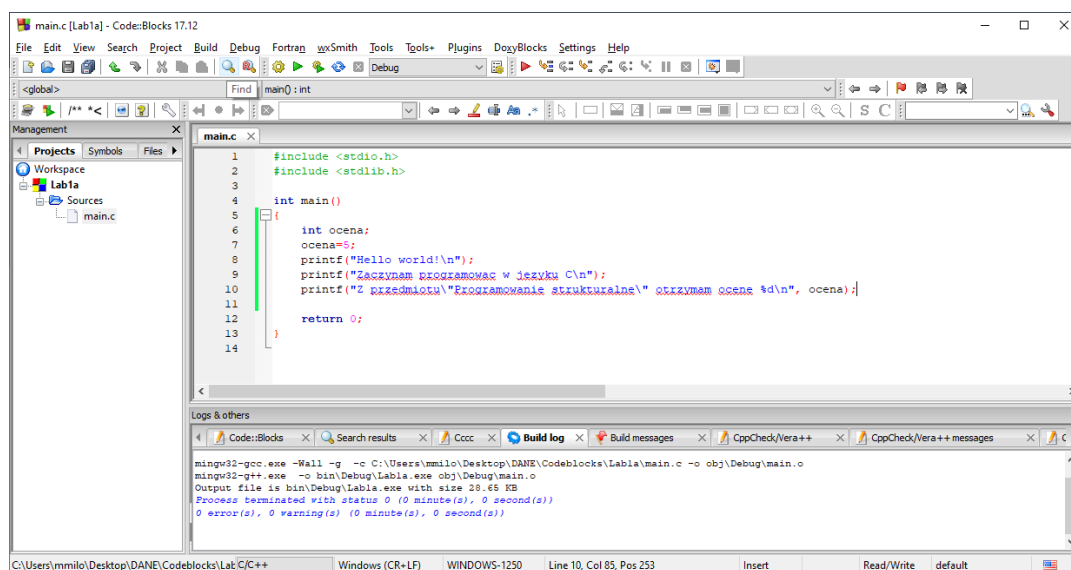 main.c [Lab1a] - Code::Blocks 17.12
File Edit View Search Project Build Debug Fortran wxSmith Tools Tools+ Plugins DoxyBlocks Settings Help
Debug
<global> Find main() : int
/** *< Aa .* S C
Management
Projects Symbols Files
Workspace
Lab1a
Sources
main.c
main.c
1 #include <stdio.h>
2 #include <stdlib.h>
3
4 int main()
5 {
6 int ocena;
7 ocena=5;
8 printf("Hello world!\n");
9 printf("Zaczynam programowac w jezyku C\n");
10 printf("Z przedmiotu\"Programowanie strukturalne\" otrzymam ocene %d\n", ocena);
11
12 return 0;
13 }
14
Logs & others
Code::Blocks Search results Cccc Build log Build messages CppCheck/Vera++ CppCheck/Vera++ messages C
mingw32-gcc.exe -Wall -g -c C:\Users\mmilo\Desktop\DANE\Codeblocks\Lab1a\main.c -o obj\Debug\main.o
mingw32-g++.exe -o bin\Debug\Lab1a.exe obj\Debug\main.o
Output file is bin\Debug\Lab1a.exe with size 28.65 KB
Process terminated with status 0 (0 minute(s), 0 second(s))
0 error(s), 0 warning(s) (0 minute(s), 0 second(s))
C:\Users\mmilo\Desktop\DANE\Codeblocks\Lab C/C++ Windows (CR+LF) WINDOWS-1250 Line 10, Col 85, Pos 253 Insert Read/Write default